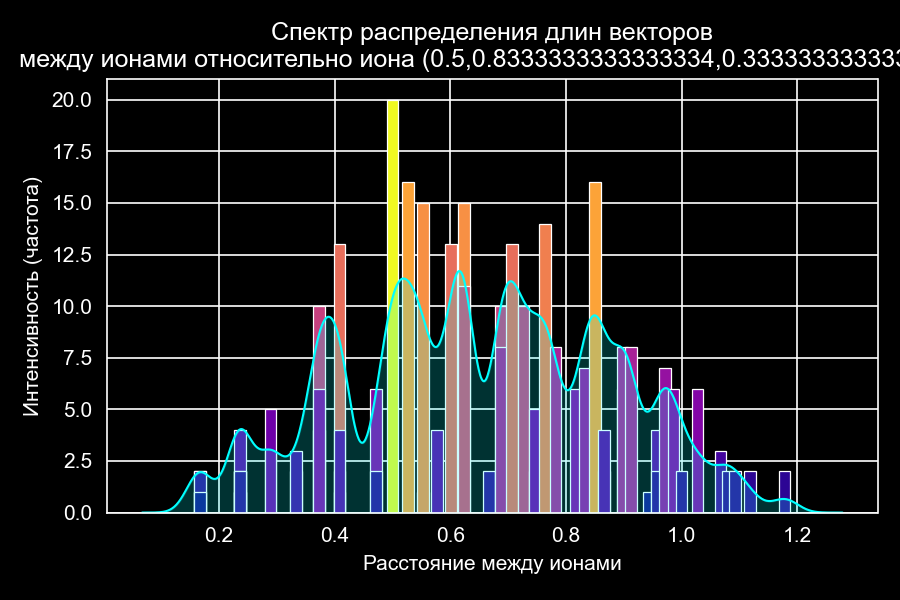 Спектр распределения длин векторов
между ионами относительно иона (0.5,0.8333333333333334,0.333333333333
Интенсивность (частота)
20.0
17.5
15.0
12.5
10.0
7.5
5.0
2.5
0.0
0.2 0.4 0.6 0.8 1.0 1.2
Расстояние между ионами